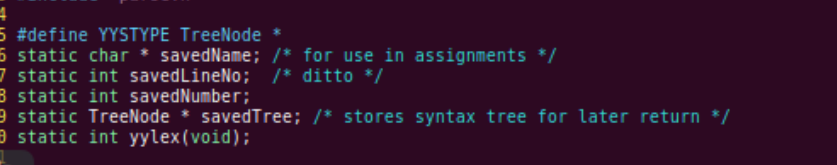 4
5 #define YYSTYPE TreeNode *
6 static char * savedName; /* for use in assignments */
7 static int savedLineNo;  /* ditto */
8 static int savedNumber;
9 static TreeNode * savedTree; /* stores syntax tree for later return */
0 static int yylex(void);